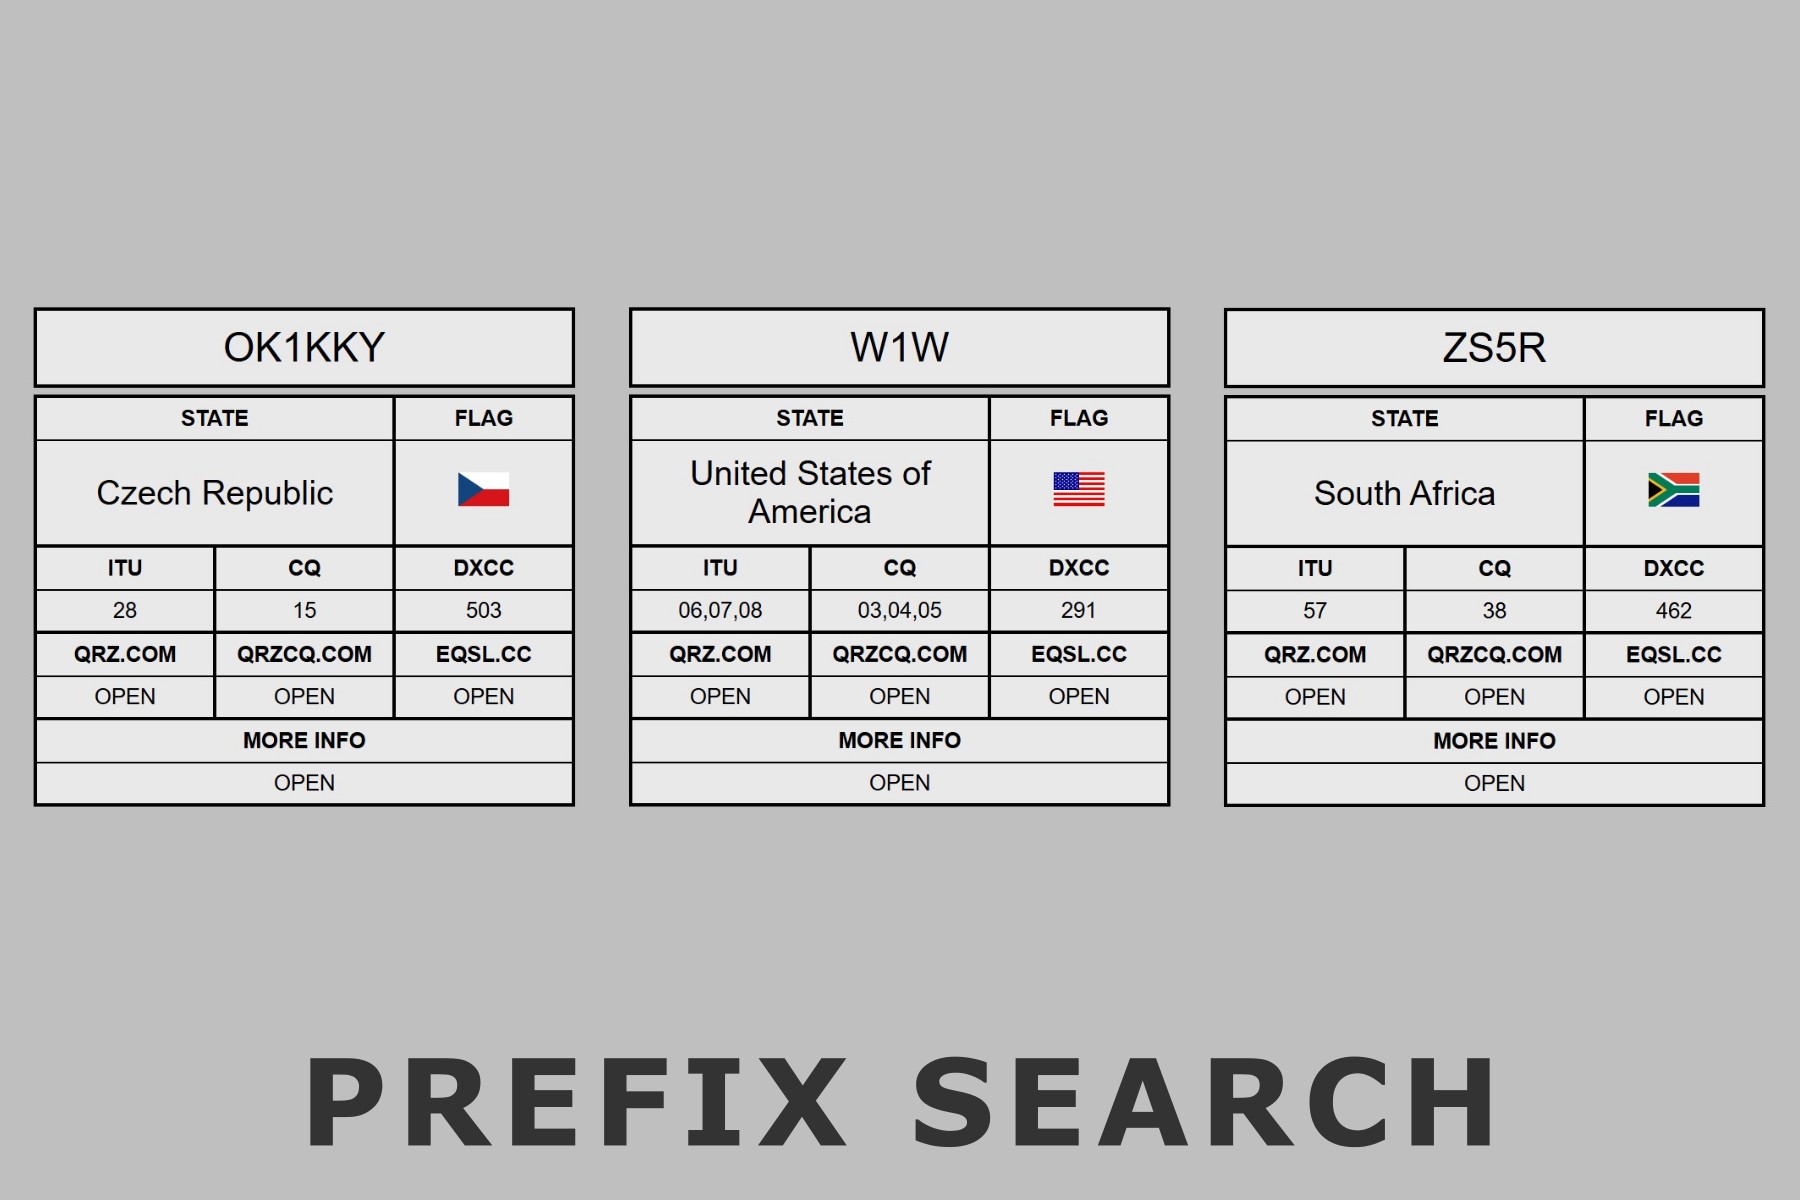 OK1KKY
STATE FLAG
Czech Republic
ITU CQ DXCC
28 15 503
QRZ.COM QRZCQ.COM EQSL.CC
OPEN OPEN OPEN
MORE INFO
OPEN
W1W
STATE FLAG
United States of
America
ITU CQ DXCC
06,07,08 03,04,05 291
QRZ.COM QRZCQ.COM EQSL.CC
OPEN OPEN OPEN
MORE INFO
OPEN
ZS5R
STATE FLAG
South Africa
ITU CQ DXCC
57 38 462
QRZ.COM QRZCQ.COM EQSL.CC
OPEN OPEN OPEN
MORE INFO
OPEN
PREFIX SEARCH